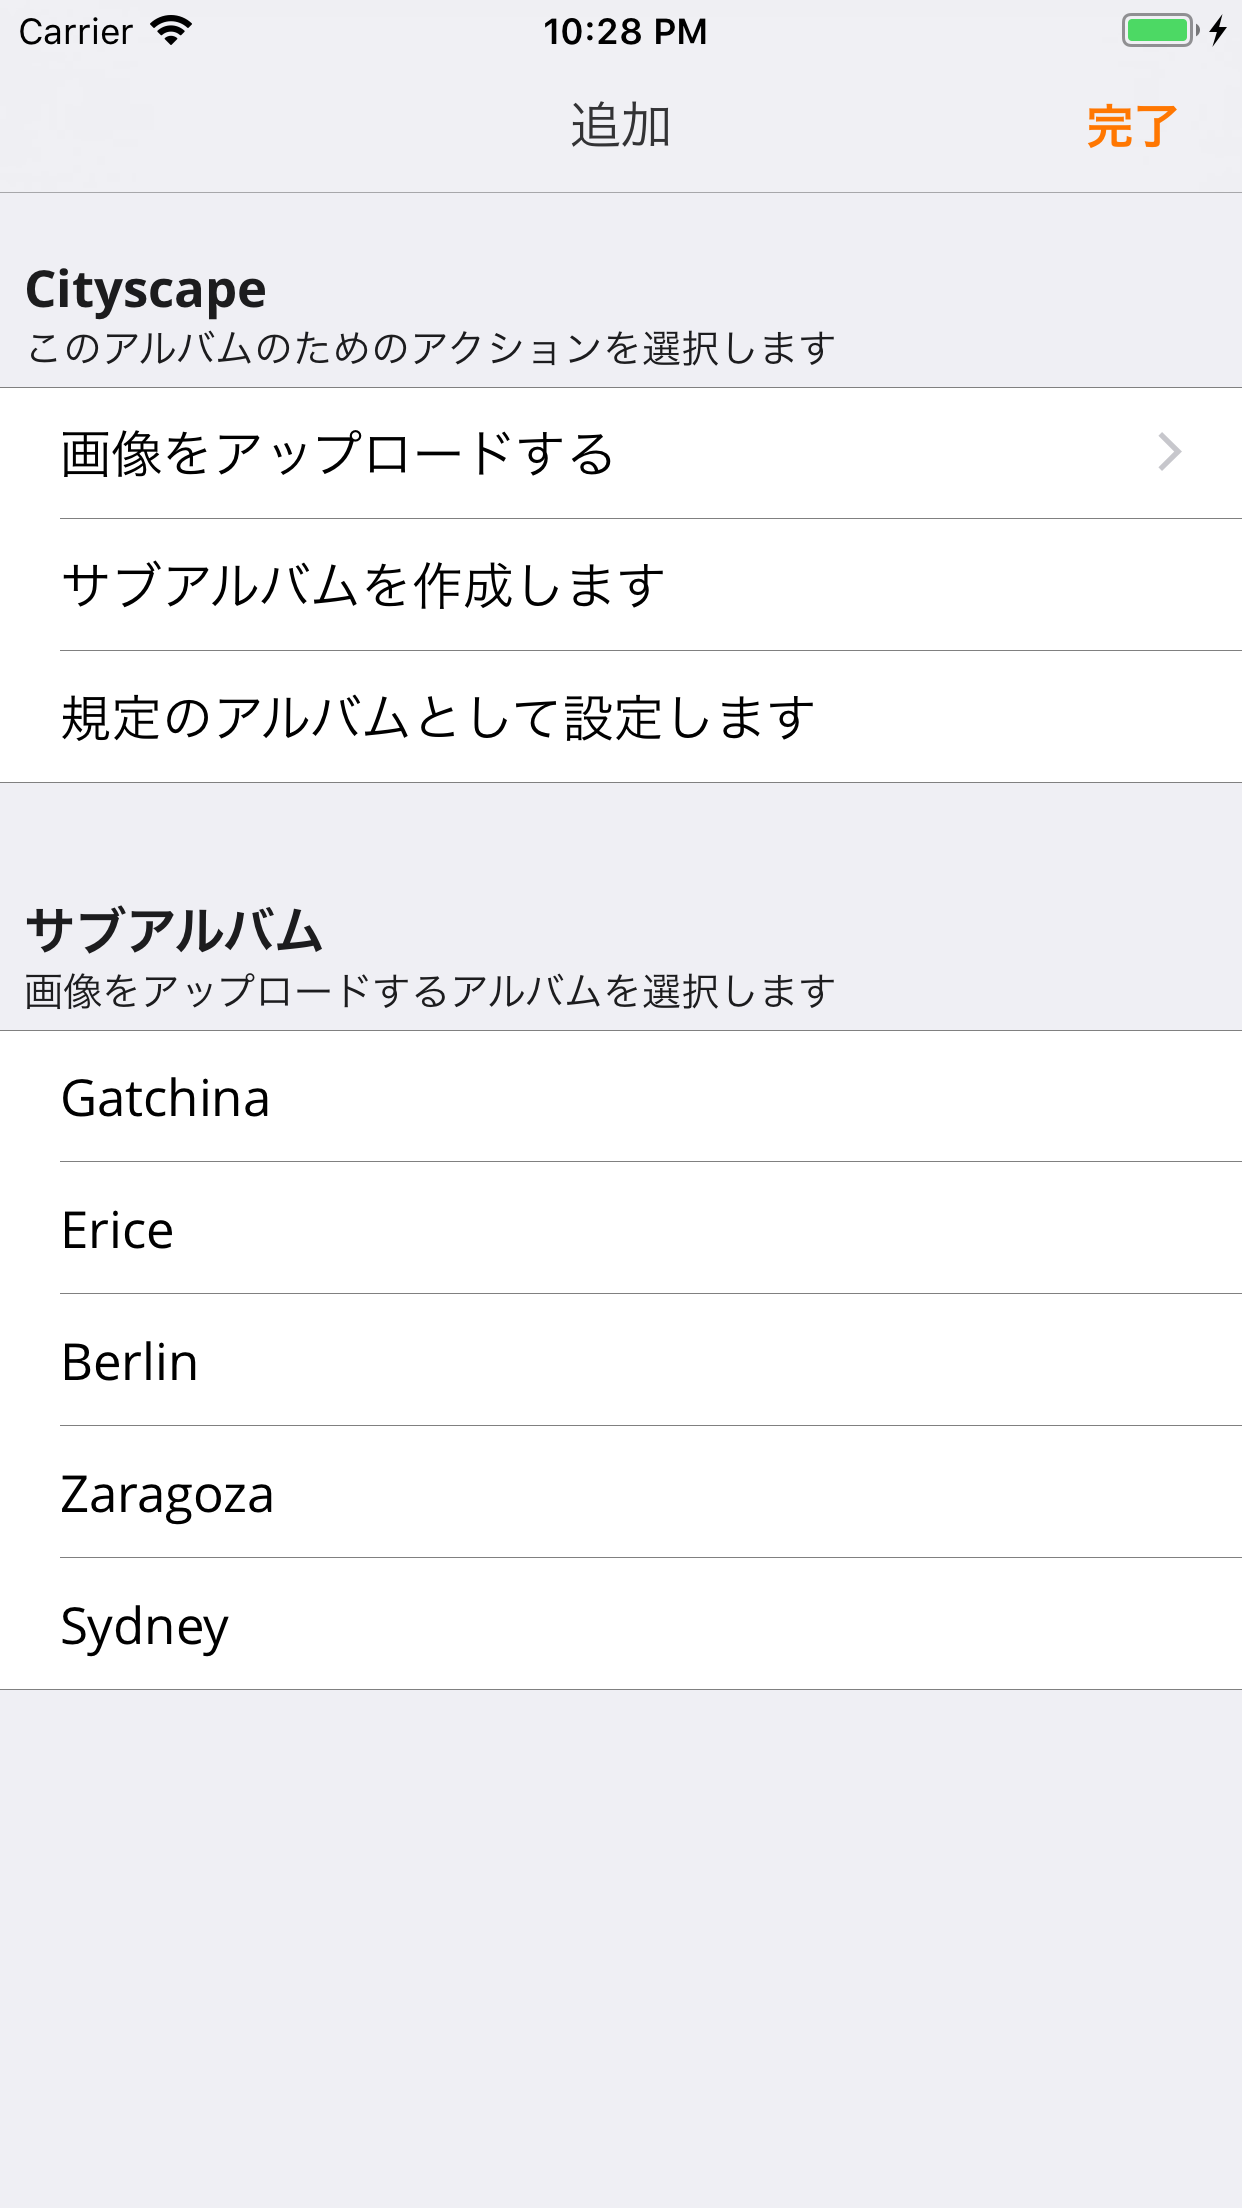 Carrier 10:28 PM
追加 完了
Cityscape
このアルバムのためのアクションを選択します
画像をアップロードする
サブアルバムを作成します
規定のアルバムとして設定します
サブアルバム
画像をアップロードするアルバムを選択します
Gatchina
Erice
Berlin
Zaragoza
Sydney